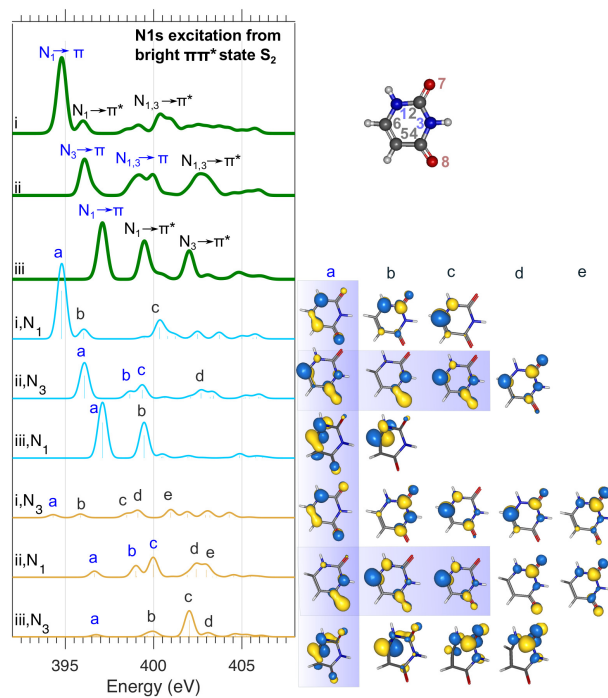 N1s excitation from
bright ππ* state S₂
N₁→ π
N₁→π*
N₁,₃→π*
i
N₃→π
N₁,₃→ π
N₁,₃→π*
ii
N₁→π
N₁→π*
N₃→π*
iii
7
1 2
6 3
5 4
8
a b c d e
a
b
c
i,N₁
a
b c
d
ii,N₃
a
b
iii,N₁
a b c d e
i,N₃
a b c d e
ii,N₁
a b c d
iii,N₃
395 400 405
Energy (eV)